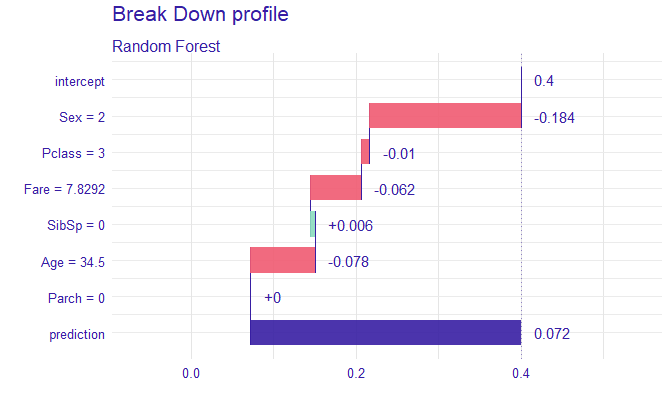 Break Down profile
Random Forest
intercept 0.4
Sex = 2 -0.184
Pclass = 3 -0.01
Fare = 7.8292 -0.062
SibSp = 0 +0.006
Age = 34.5 -0.078
Parch = 0 +0
prediction 0.072
0.0 0.2 0.4